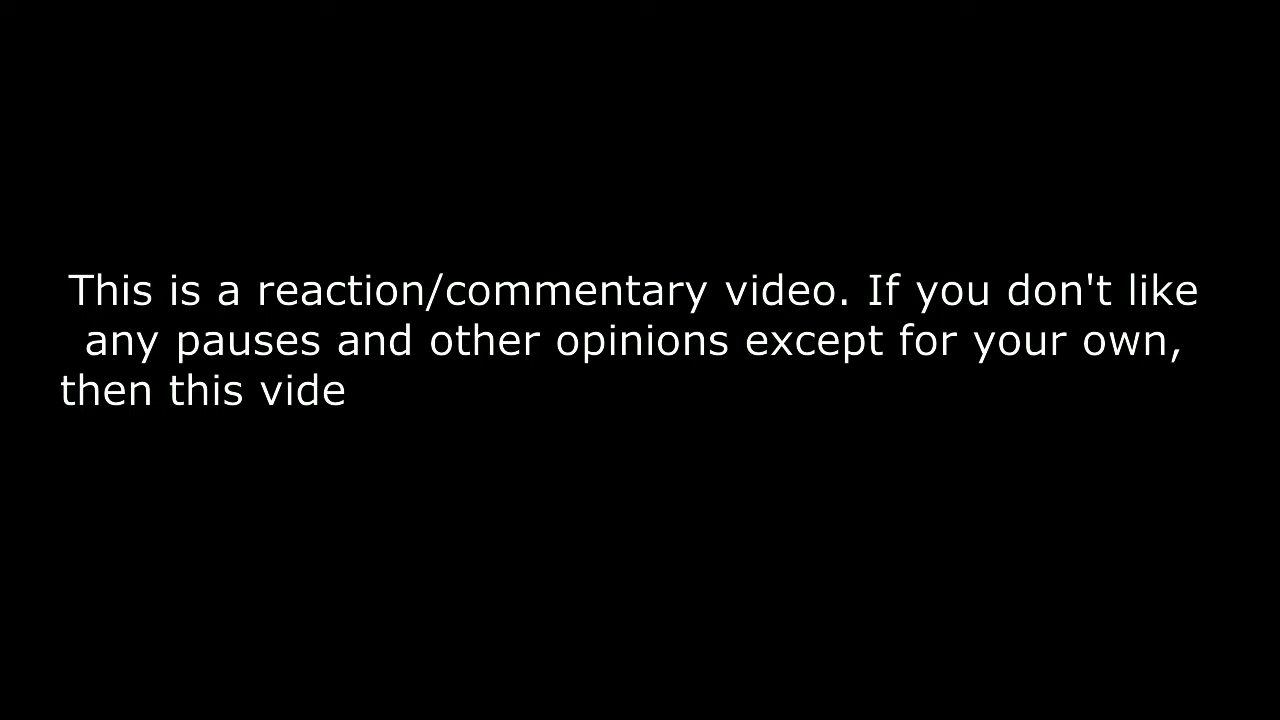 This is a reaction/commentary video. If you don't like
any pauses and other opinions except for your own,
then this vide